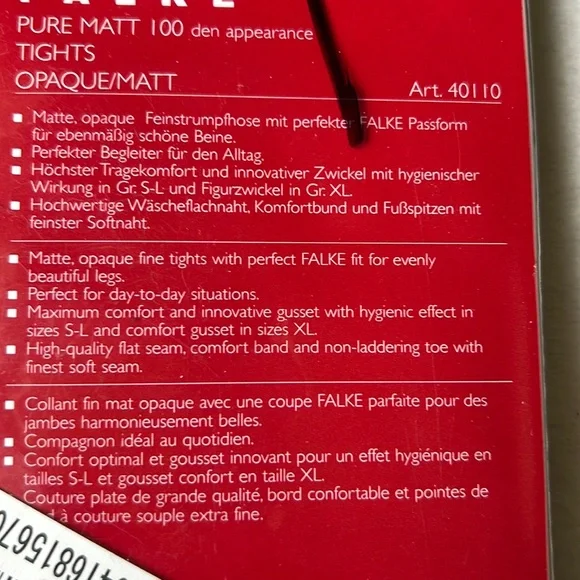 FALKE
PURE MATT 100 den appearance
TIGHTS
OPAQUE/MATT
Art. 40110
Matte, opaque Feinstrumpfhose mit perfekter FALKE Passform
für ebenmäßig schöne Beine.
Perfekter Begleiter für den Alltag.
Höchster Tragekomfort und innovativer Zwickel mit hygienischer
Wirkung in Gr. S-L und Figurzwickel in Gr. XL.
Hochwertige Wäscheflachnaht, Komfortbund und Fußspitzen mit
feinster Softnaht.
Matte, opaque fine tights with perfect FALKE fit for evenly
beautiful legs.
Perfect for day-to-day situations.
Maximum comfort and innovative gusset with hygienic effect in
sizes S-L and comfort gusset in sizes XL.
High-quality flat seam, comfort band and non-laddering toe with
finest soft seam.
Collant fin mat opaque avec une coupe FALKE parfaite pour des
jambes harmonieusement belles.
Compagnon idéal au quotidien.
Confort optimal et gousset innovant pour un effet hygiénique en
tailles S-L et gousset confort en taille XL.
Couture plate de grande qualité, bord confortable et pointes de
à couture souple extra fine.